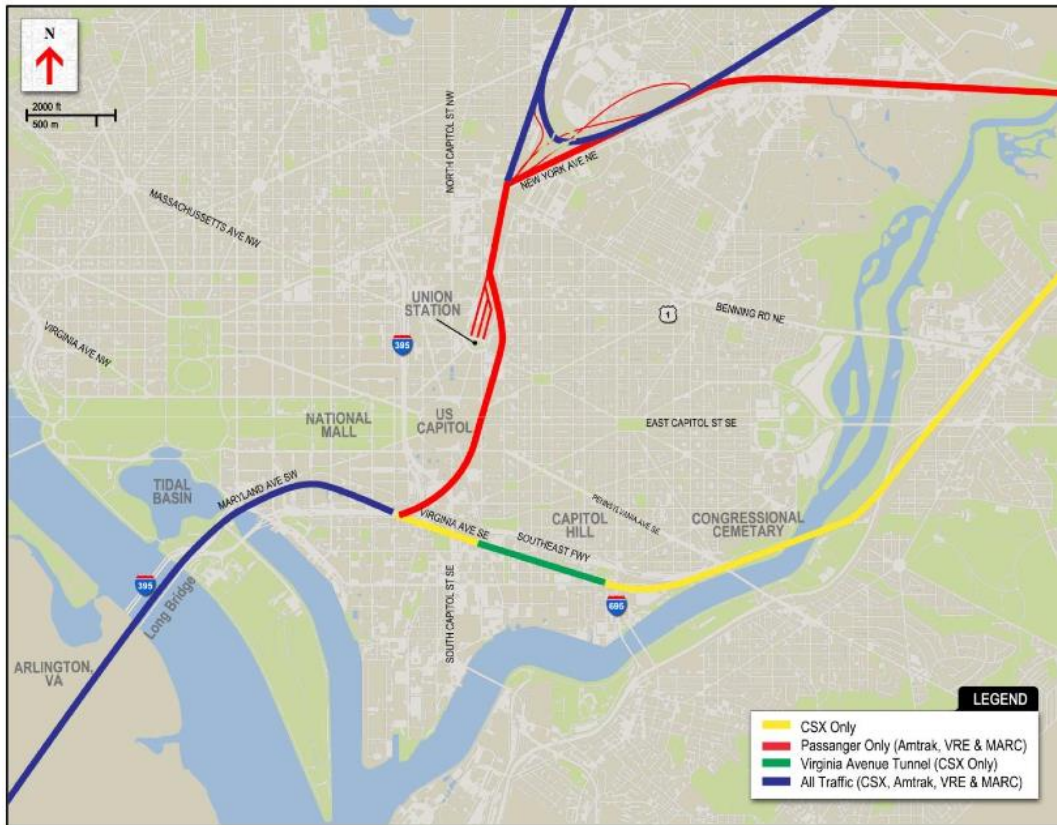 N
2000 ft
500 m
NORTH CAPITOL ST NW
NEW YORK AVE NE
MASSACHUSETTS AVE NW
UNION
STATION
1
BENNING RD NE
VIRGINIA AVE NW
395
NATIONAL
MALL
US
CAPITOL
EAST CAPITOL ST SE
TIDAL
BASIN
MARYLAND AVE SW
PENNSYLVANIA AVE SE
VIRGINIA AVE SE
CAPITOL
HILL
CONGRESSIONAL
CEMETARY
SOUTHEAST FWY
395
Long Bridge
695
SOUTH CAPITOL ST SE
ARLINGTON,
VA
LEGEND
CSX Only
Passanger Only (Amtrak, VRE & MARC)
Virginia Avenue Tunnel (CSX Only)
All Traffic (CSX, Amtrak, VRE & MARC)